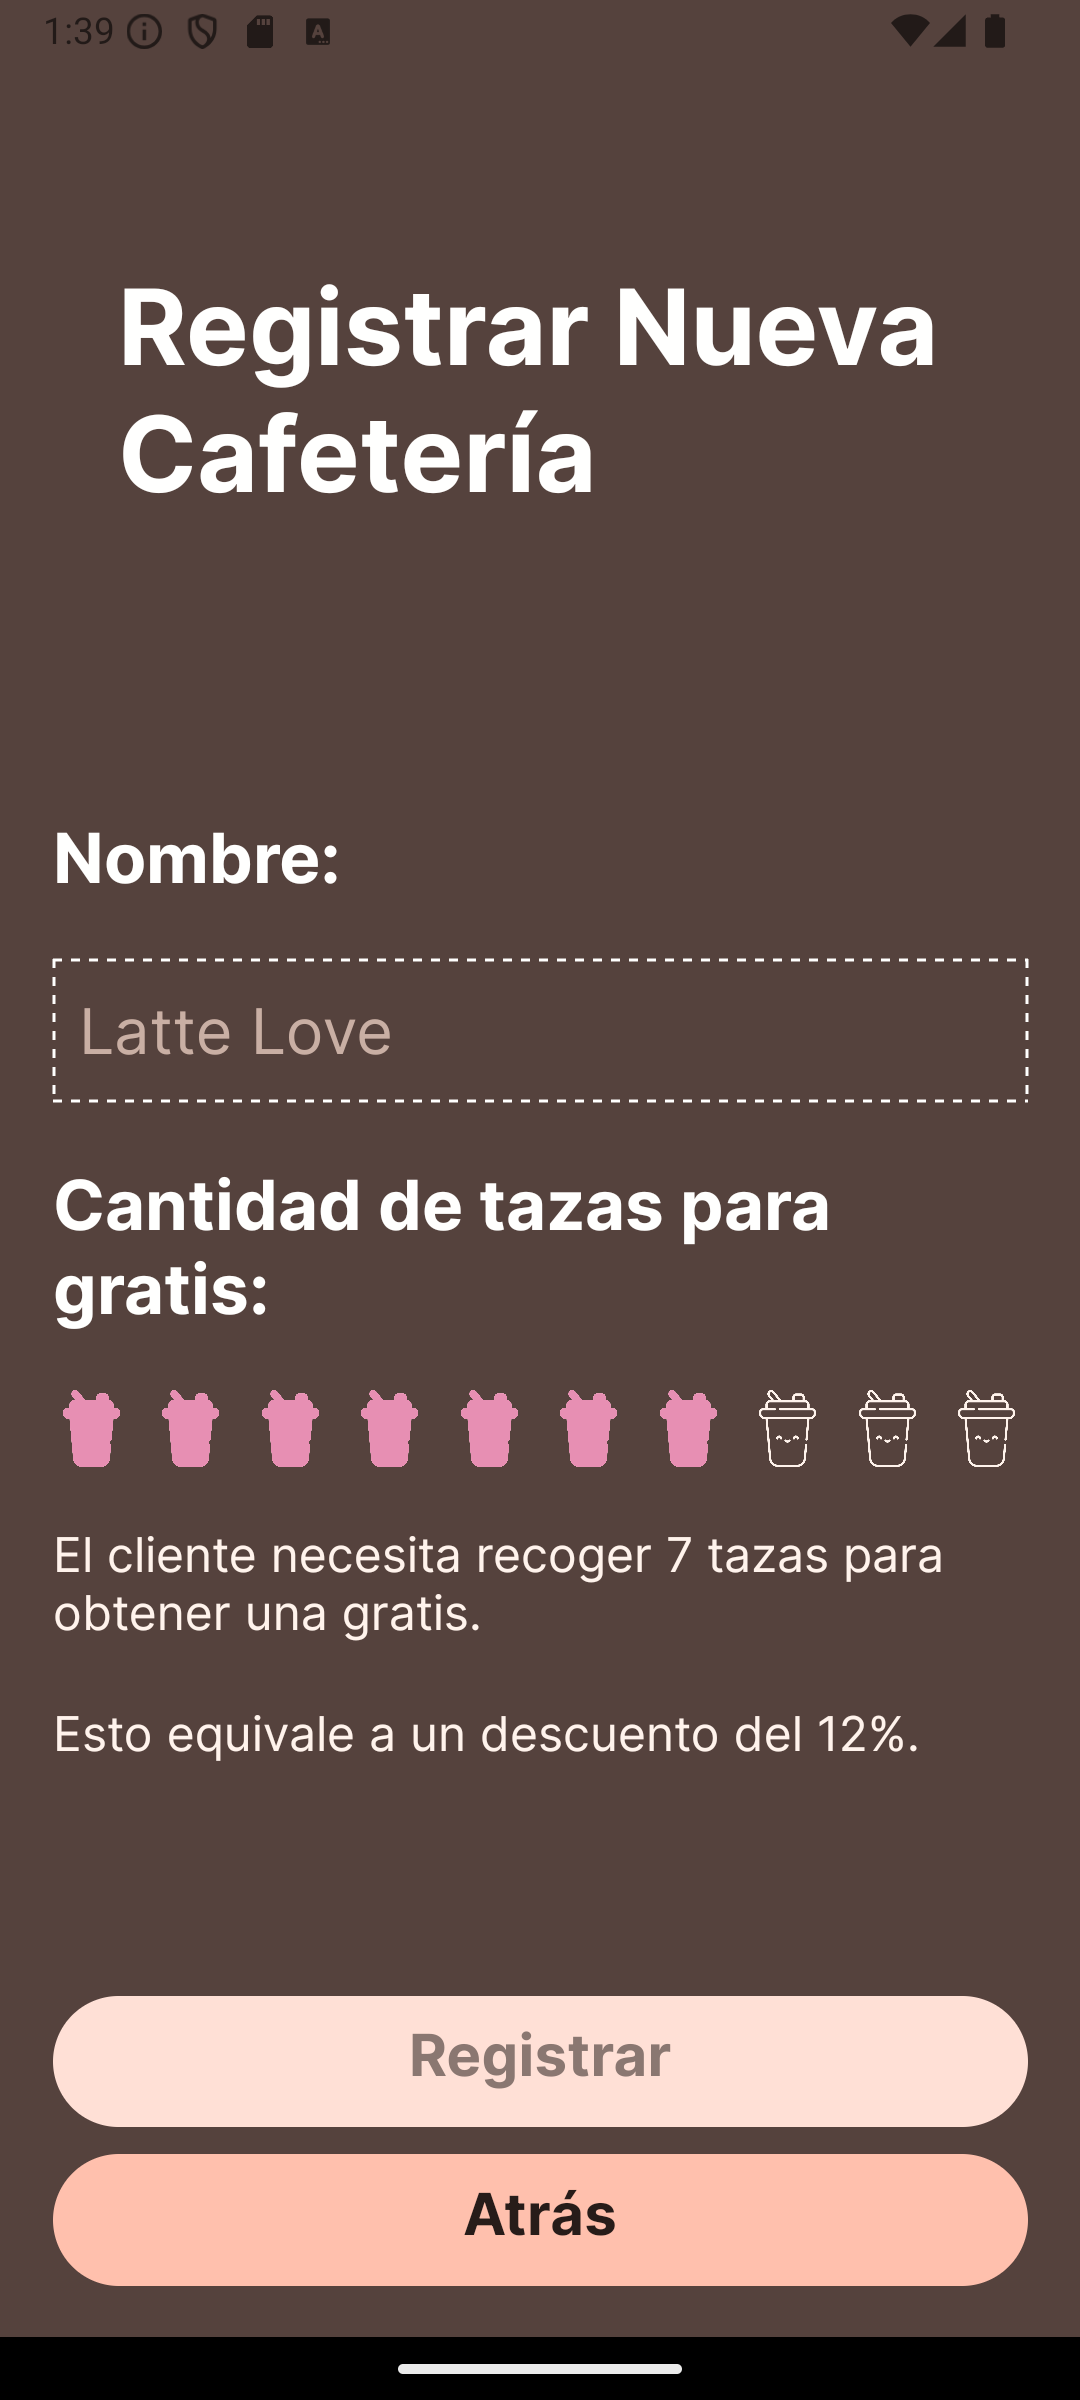 1:39
Registrar Nueva
Cafetería
Nombre:
Latte Love
Cantidad de tazas para
gratis:
El cliente necesita recoger 7 tazas para
obtener una gratis.
Esto equivale a un descuento del 12%.
Registrar
Atrás